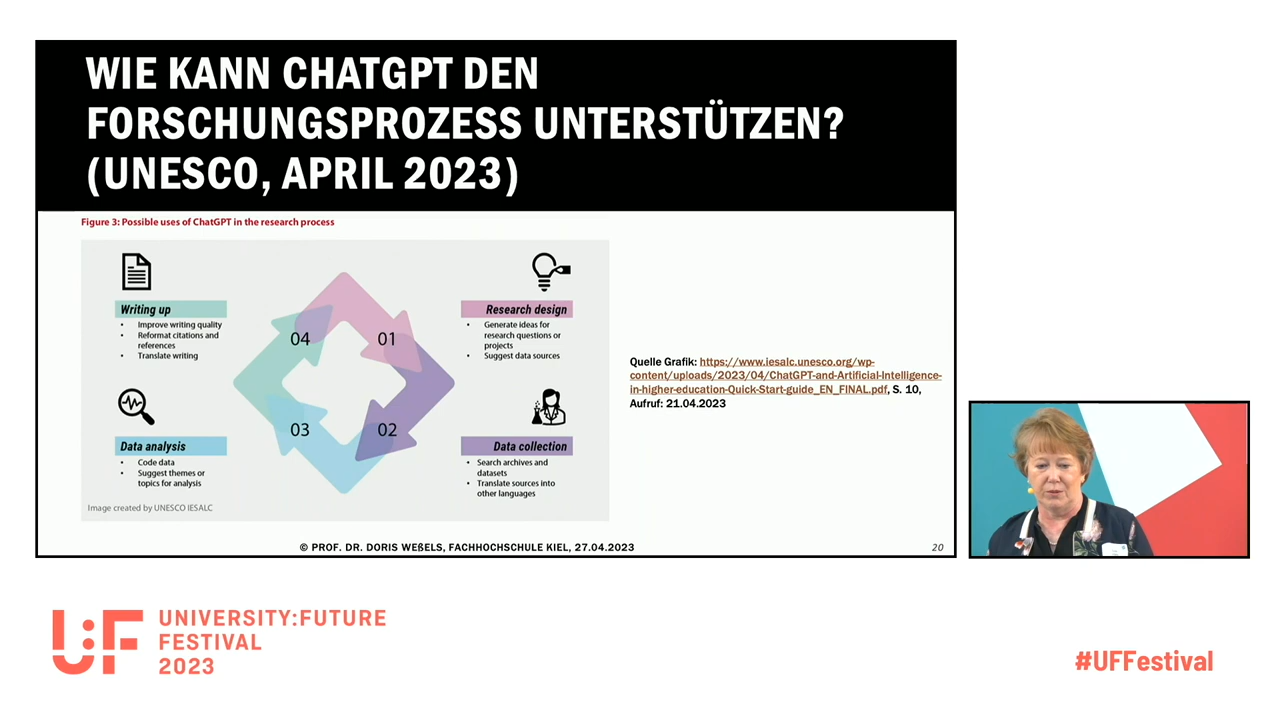 WIE KANN CHATGPT DEN
FORSCHUNGSPROZESS UNTERSTÜTZEN?
(UNESCO, APRIL 2023)
Figure 3: Possible uses of ChatGPT in the research process
Writing up
• Improve writing quality
• Reformat citations and
references
• Translate writing
Research design
• Generate ideas for
research questions or
projects
• Suggest data sources
04
01
03
02
Data analysis
• Code data
• Suggest themes or
topics for analysis
Data collection
• Search archives and
datasets
• Translate sources into
other languages
Image created by UNESCO IESALC
Quelle Grafik: https://www.iesalc.unesco.org/wp-
content/uploads/2023/04/ChatGPT-and-Artificial-Intelligence-
in-higher-education-Quick-Start-guide_EN_FINAL.pdf, S. 10,
Aufruf: 21.04.2023
© PROF. DR. DORIS WEßELS, FACHHOCHSCHULE KIEL, 27.04.2023
20
U:F
UNIVERSITY:FUTURE
FESTIVAL
2023
#UFFestival